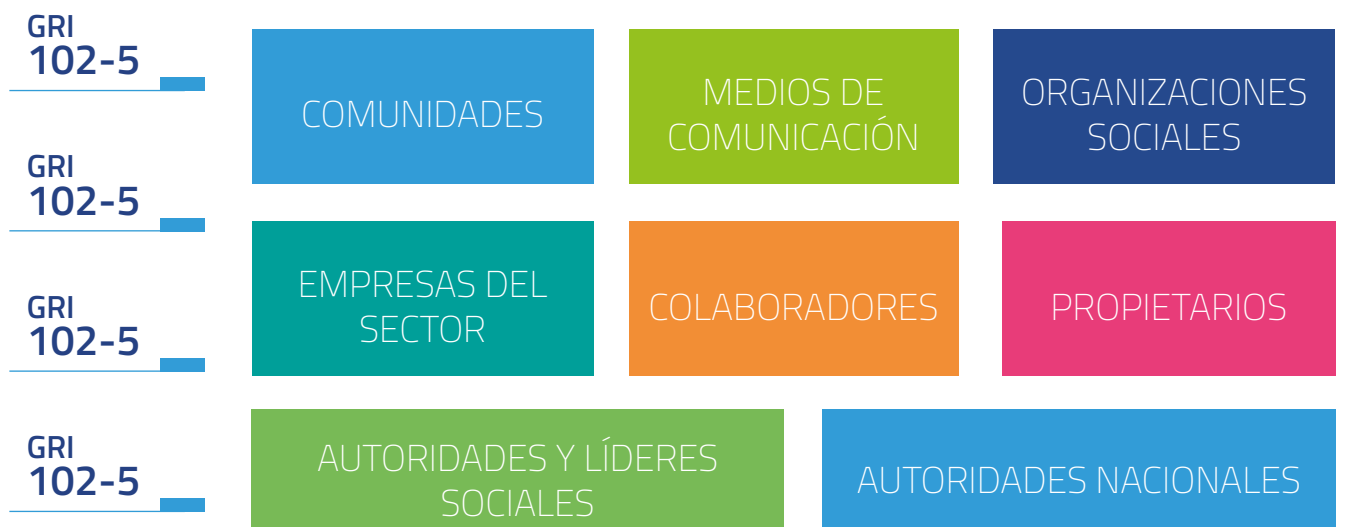 GRI
102-5
COMUNIDADES
MEDIOS DE
COMUNICACIÓN
ORGANIZACIONES
SOCIALES
GRI
102-5
EMPRESAS DEL
SECTOR
COLABORADORES
PROPIETARIOS
GRI
102-5
GRI
102-5
AUTORIDADES Y LÍDERES
SOCIALES
AUTORIDADES NACIONALES